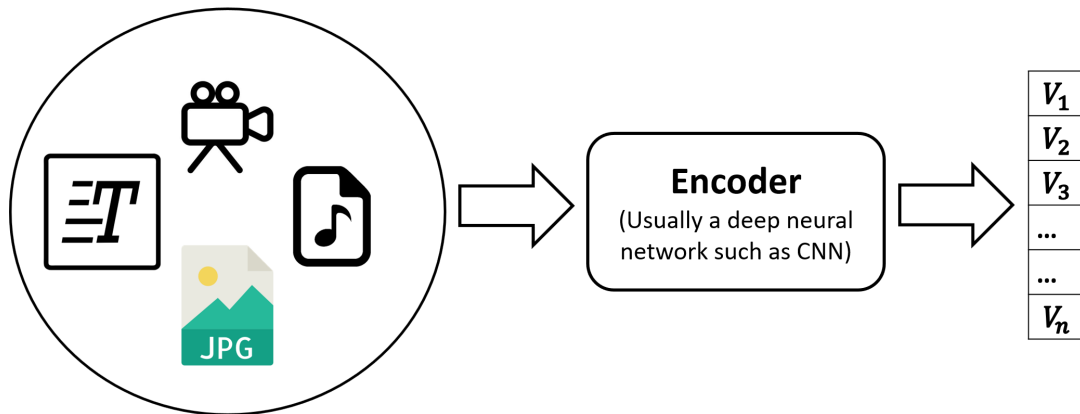 T
JPG
Encoder
(Usually a deep neural
network such as CNN)
V₁
V₂
V₃
...
...
Vₙ